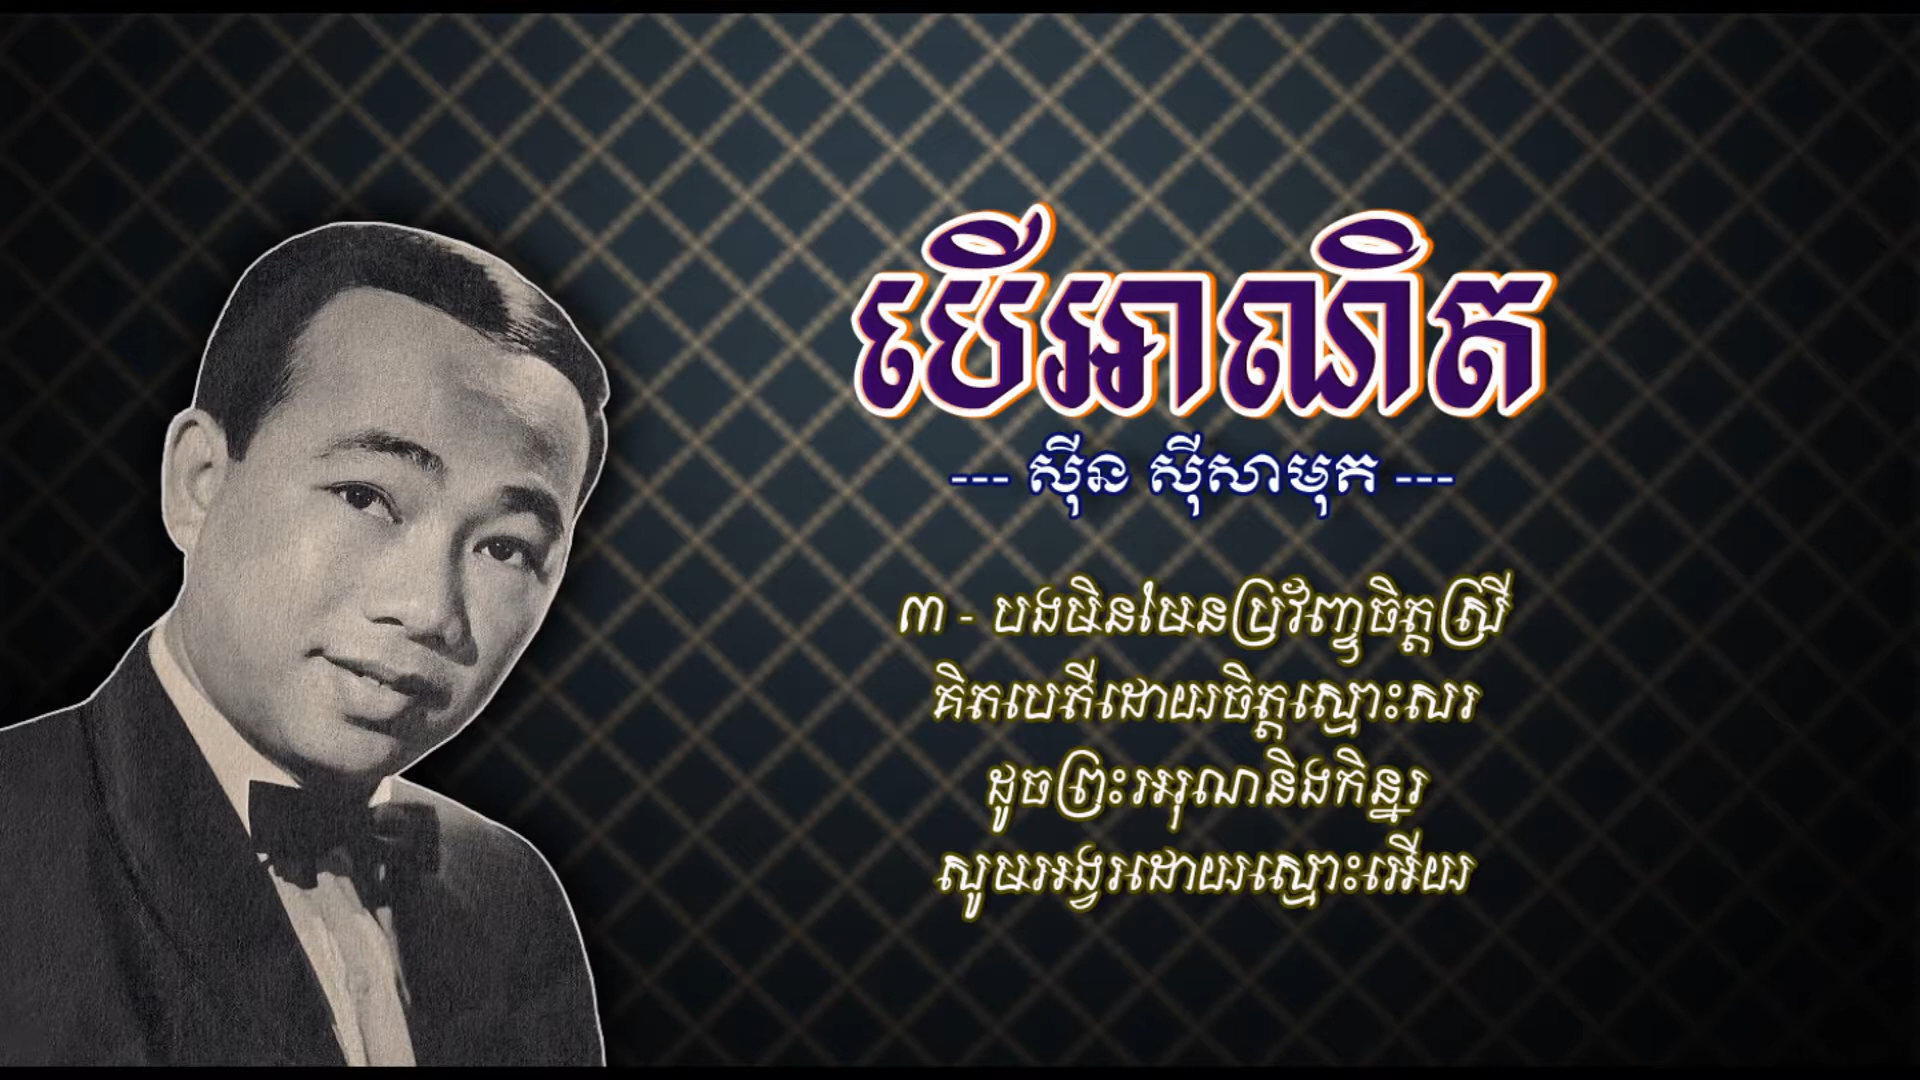 បើអាណិត
--- ស៊ីន ស៊ីសាមុត ---
៣ - បងមិនមែនប្រវ័ញ្ចចិត្តស្រី
គិតបេតីដោយចិត្តស្មោះសរ
ដូចព្រះអរុណនិងកិន្នរ
សូមអង្វរដោយស្មោះអើយ